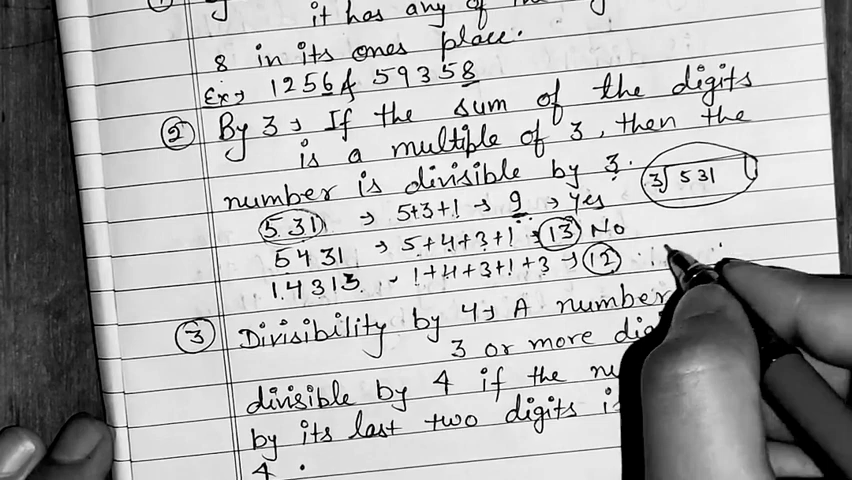 it has any of the
8 in its ones place.
Ex→ 12564, 59358
② By 3 → If the sum of the digits
is a multiple of 3, then the
number is divisible by 3.
3) 531
531 → 5+3+1 → 9 → Yes
5431 → 5+4+3+1 → 13 No
14313 - 1+4+3+1+3 → 12
③ Divisibility by 4 → A number
3 or more
divisible by 4 if the
by its last two digits
4.